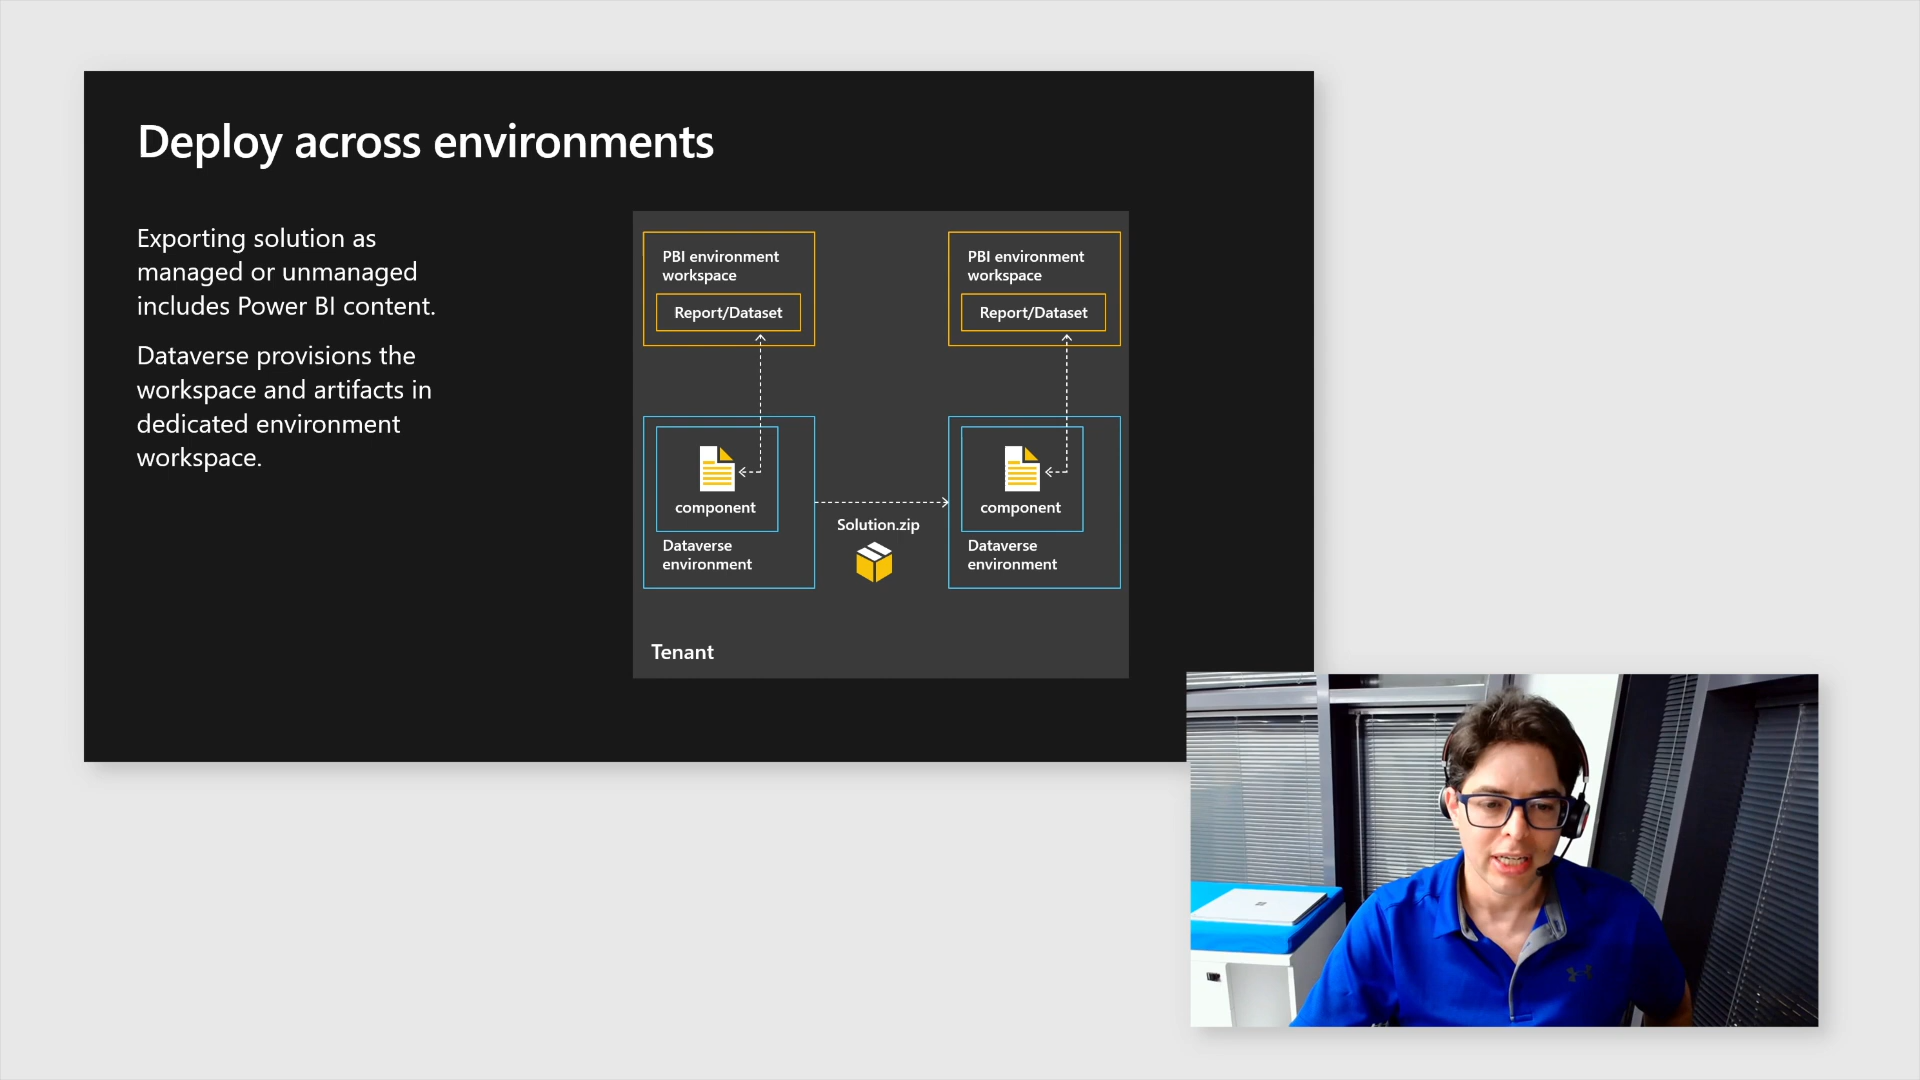 Deploy across environments
Exporting solution as
managed or unmanaged
includes Power BI content.
Dataverse provisions the
workspace and artifacts in
dedicated environment
workspace.
PBI environment
workspace
Report/Dataset
PBI environment
workspace
Report/Dataset
component
Dataverse
environment
Solution.zip
component
Dataverse
environment
Tenant